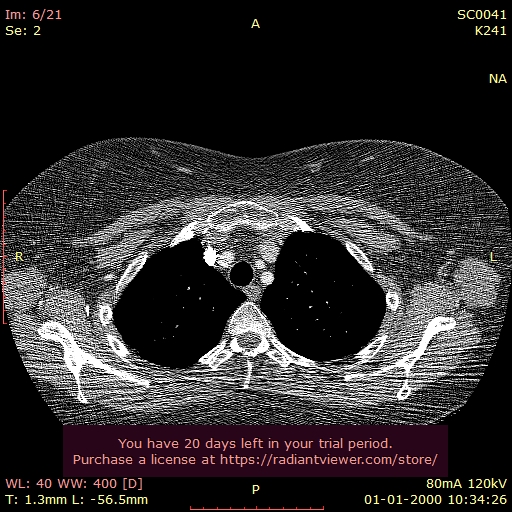 Im: 6/21
Se: 2
A
SC0041
K241
NA
R
L
You have 20 days left in your trial period.
Purchase a license at https://radiantviewer.com/store/
WL: 40 WW: 400 [D]
T: 1.3mm L: -56.5mm
P
80mA 120kV
01-01-2000 10:34:26